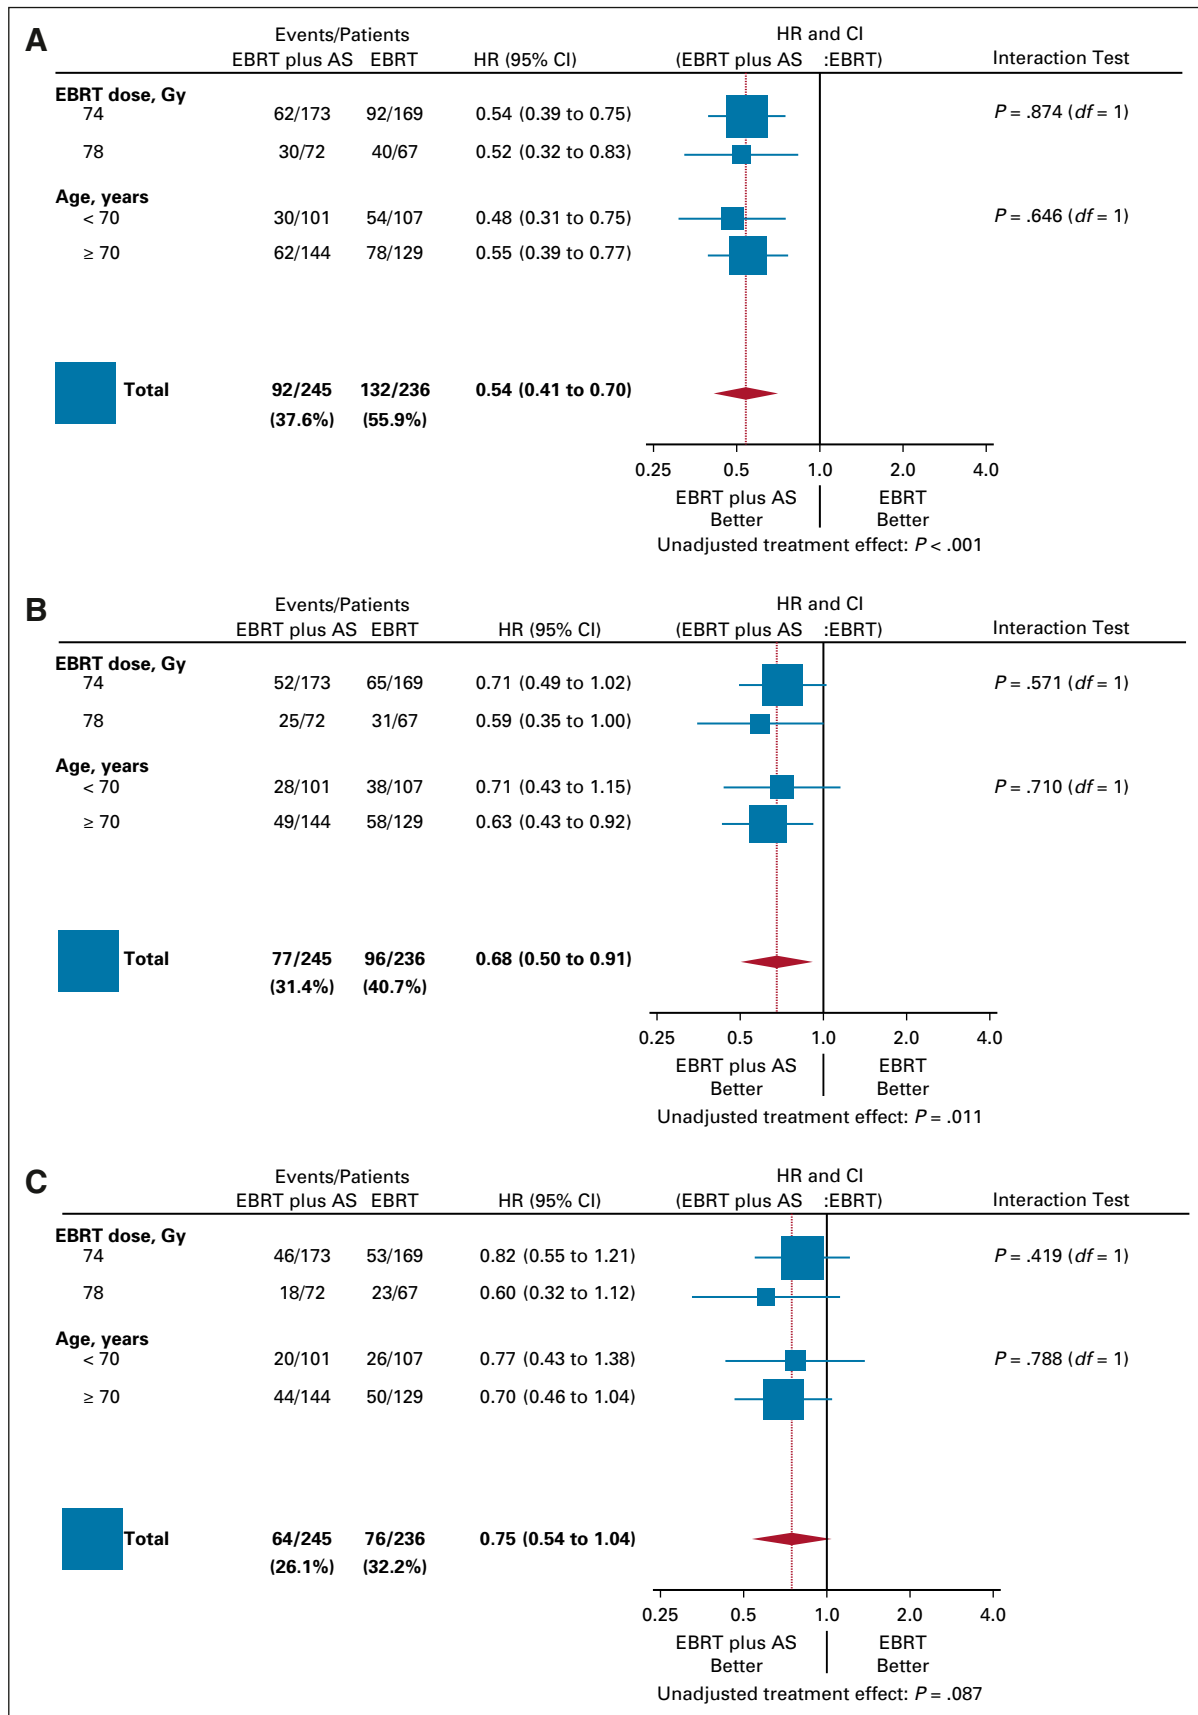 A
Events/Patients HR and CI
EBRT plus AS EBRT HR (95% CI) (EBRT plus AS :EBRT) Interaction Test
EBRT dose, Gy
74 62/173 92/169 0.54 (0.39 to 0.75) P = .874 (df = 1)
78 30/72 40/67 0.52 (0.32 to 0.83)
Age, years
< 70 30/101 54/107 0.48 (0.31 to 0.75) P = .646 (df = 1)
≥ 70 62/144 78/129 0.55 (0.39 to 0.77)
Total 92/245 132/236 0.54 (0.41 to 0.70)
(37.6%) (55.9%)
0.25 0.5 1.0 2.0 4.0
EBRT plus AS EBRT
Better Better
Unadjusted treatment effect: P < .001
B
Events/Patients HR and CI
EBRT plus AS EBRT HR (95% CI) (EBRT plus AS :EBRT) Interaction Test
EBRT dose, Gy
74 52/173 65/169 0.71 (0.49 to 1.02) P = .571 (df = 1)
78 25/72 31/67 0.59 (0.35 to 1.00)
Age, years
< 70 28/101 38/107 0.71 (0.43 to 1.15) P = .710 (df = 1)
≥ 70 49/144 58/129 0.63 (0.43 to 0.92)
Total 77/245 96/236 0.68 (0.50 to 0.91)
(31.4%) (40.7%)
0.25 0.5 1.0 2.0 4.0
EBRT plus AS EBRT
Better Better
Unadjusted treatment effect: P = .011
C
Events/Patients HR and CI
EBRT plus AS EBRT HR (95% CI) (EBRT plus AS :EBRT) Interaction Test
EBRT dose, Gy
74 46/173 53/169 0.82 (0.55 to 1.21) P = .419 (df = 1)
78 18/72 23/67 0.60 (0.32 to 1.12)
Age, years
< 70 20/101 26/107 0.77 (0.43 to 1.38) P = .788 (df = 1)
≥ 70 44/144 50/129 0.70 (0.46 to 1.04)
Total 64/245 76/236 0.75 (0.54 to 1.04)
(26.1%) (32.2%)
0.25 0.5 1.0 2.0 4.0
EBRT plus AS EBRT
Better Better
Unadjusted treatment effect: P = .087